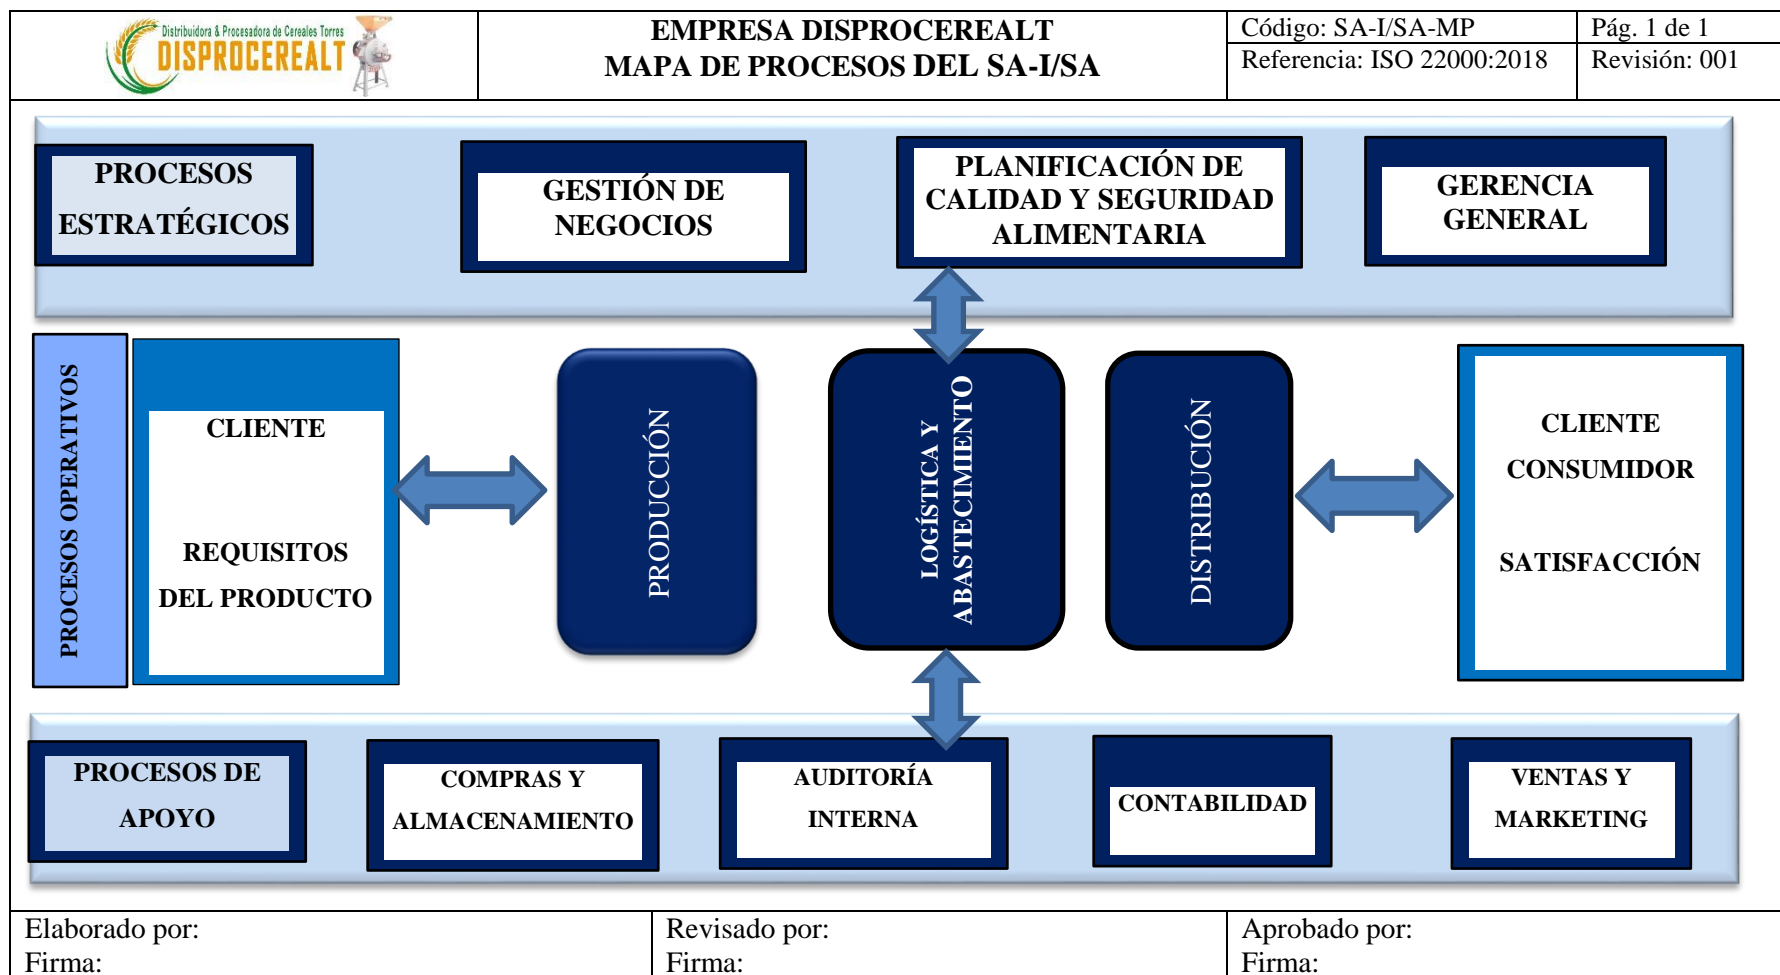 Distribuidora & Procesadora de Cereales Torres
DISPROCEREALT
EMPRESA DISPROCEREALT
MAPA DE PROCESOS DEL SA-I/SA
Código: SA-I/SA-MP
Pág. 1 de 1
Referencia: ISO 22000:2018
Revisión: 001
PROCESOS
ESTRATÉGICOS
GESTIÓN DE
NEGOCIOS
PLANIFICACIÓN DE
CALIDAD Y SEGURIDAD
ALIMENTARIA
GERENCIA
GENERAL
PROCESOS OPERATIVOS
CLIENTE
REQUISITOS
DEL PRODUCTO
PRODUCCIÓN
LOGÍSTICA Y
ABASTECIMIENTO
DISTRIBUCIÓN
CLIENTE
CONSUMIDOR
SATISFACCIÓN
PROCESOS DE
APOYO
COMPRAS Y
ALMACENAMIENTO
AUDITORÍA
INTERNA
CONTABILIDAD
VENTAS Y
MARKETING
Elaborado por:
Firma:
Revisado por:
Firma:
Aprobado por:
Firma: